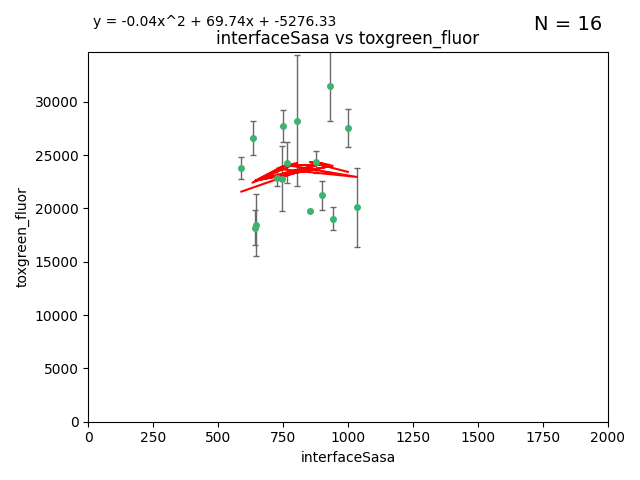 y = -0.04x^2 + 69.74x + -5276.33
N = 16
interfaceSasa vs toxgreen_fluor
30000
25000
20000
15000
10000
5000
0
toxgreen_fluor
0 250 500 750 1000 1250 1500 1750 2000
interfaceSasa